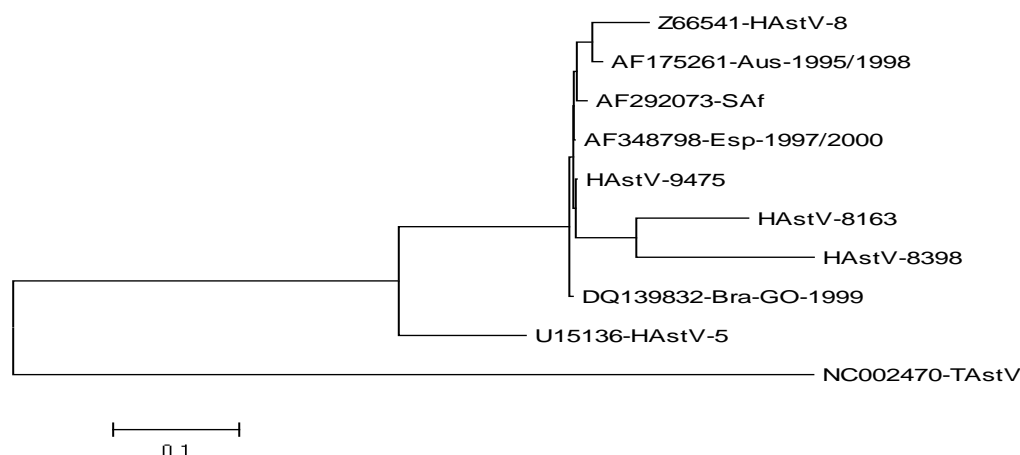 Z66541-HAstV-8
AF175261-Aus-1995/1998
AF292073-SAf
AF348798-Esp-1997/2000
HAstV-9475
HAstV-8163
HAstV-8398
DQ139832-Bra-GO-1999
U15136-HAstV-5
NC002470-TAstV
0.1